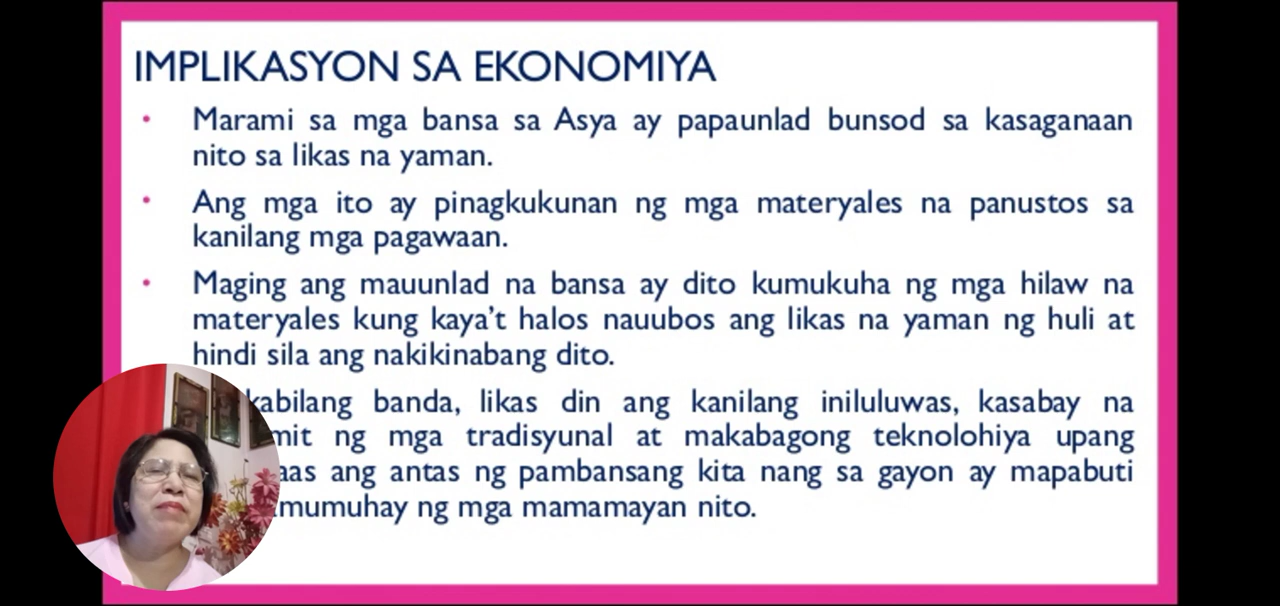 IMPLIKASYON SA EKONOMIYA
• Marami sa mga bansa sa Asya ay papaunlad bunsod sa kasaganaan
nito sa likas na yaman.
• Ang mga ito ay pinagkukunan ng mga materyales na panustos sa
kanilang mga pagawaan.
• Maging ang mauunlad na bansa ay dito kumukuha ng mga hilaw na
materyales kung kaya’t halos nauubos ang likas na yaman ng huli at
hindi sila ang nakikinabang dito.
banda, likas din ang kanilang iniluluwas, kasabay na
ng mga tradisyunal at makabagong teknolohiya upang
ang antas ng pambansang kita nang sa gayon ay mapabuti
ng mga mamamayan nito.